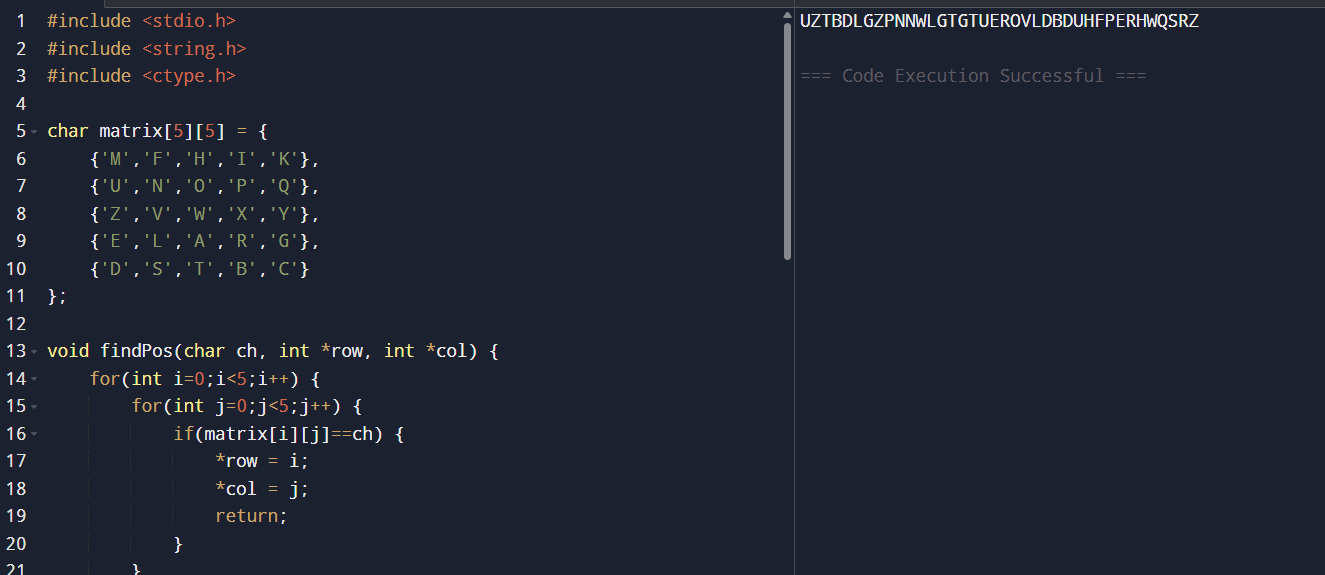 1 #include <stdio.h>
2 #include <string.h>
3 #include <ctype.h>
4
5 char matrix[5][5] = {
6 {'M','F','H','I','K'},
7 {'U','N','O','P','Q'},
8 {'Z','V','W','X','Y'},
9 {'E','L','A','R','G'},
10 {'D','S','T','B','C'}
11 };
12
13 void findPos(char ch, int *row, int *col) {
14 for(int i=0;i<5;i++) {
15 for(int j=0;j<5;j++) {
16 if(matrix[i][j]==ch) {
17 *row = i;
18 *col = j;
19 return;
20 }
21 }
UZTBDLGZPNNWLGTGTUEROVLDBDUHFPERHWQSRZ
=== Code Execution Successful ===